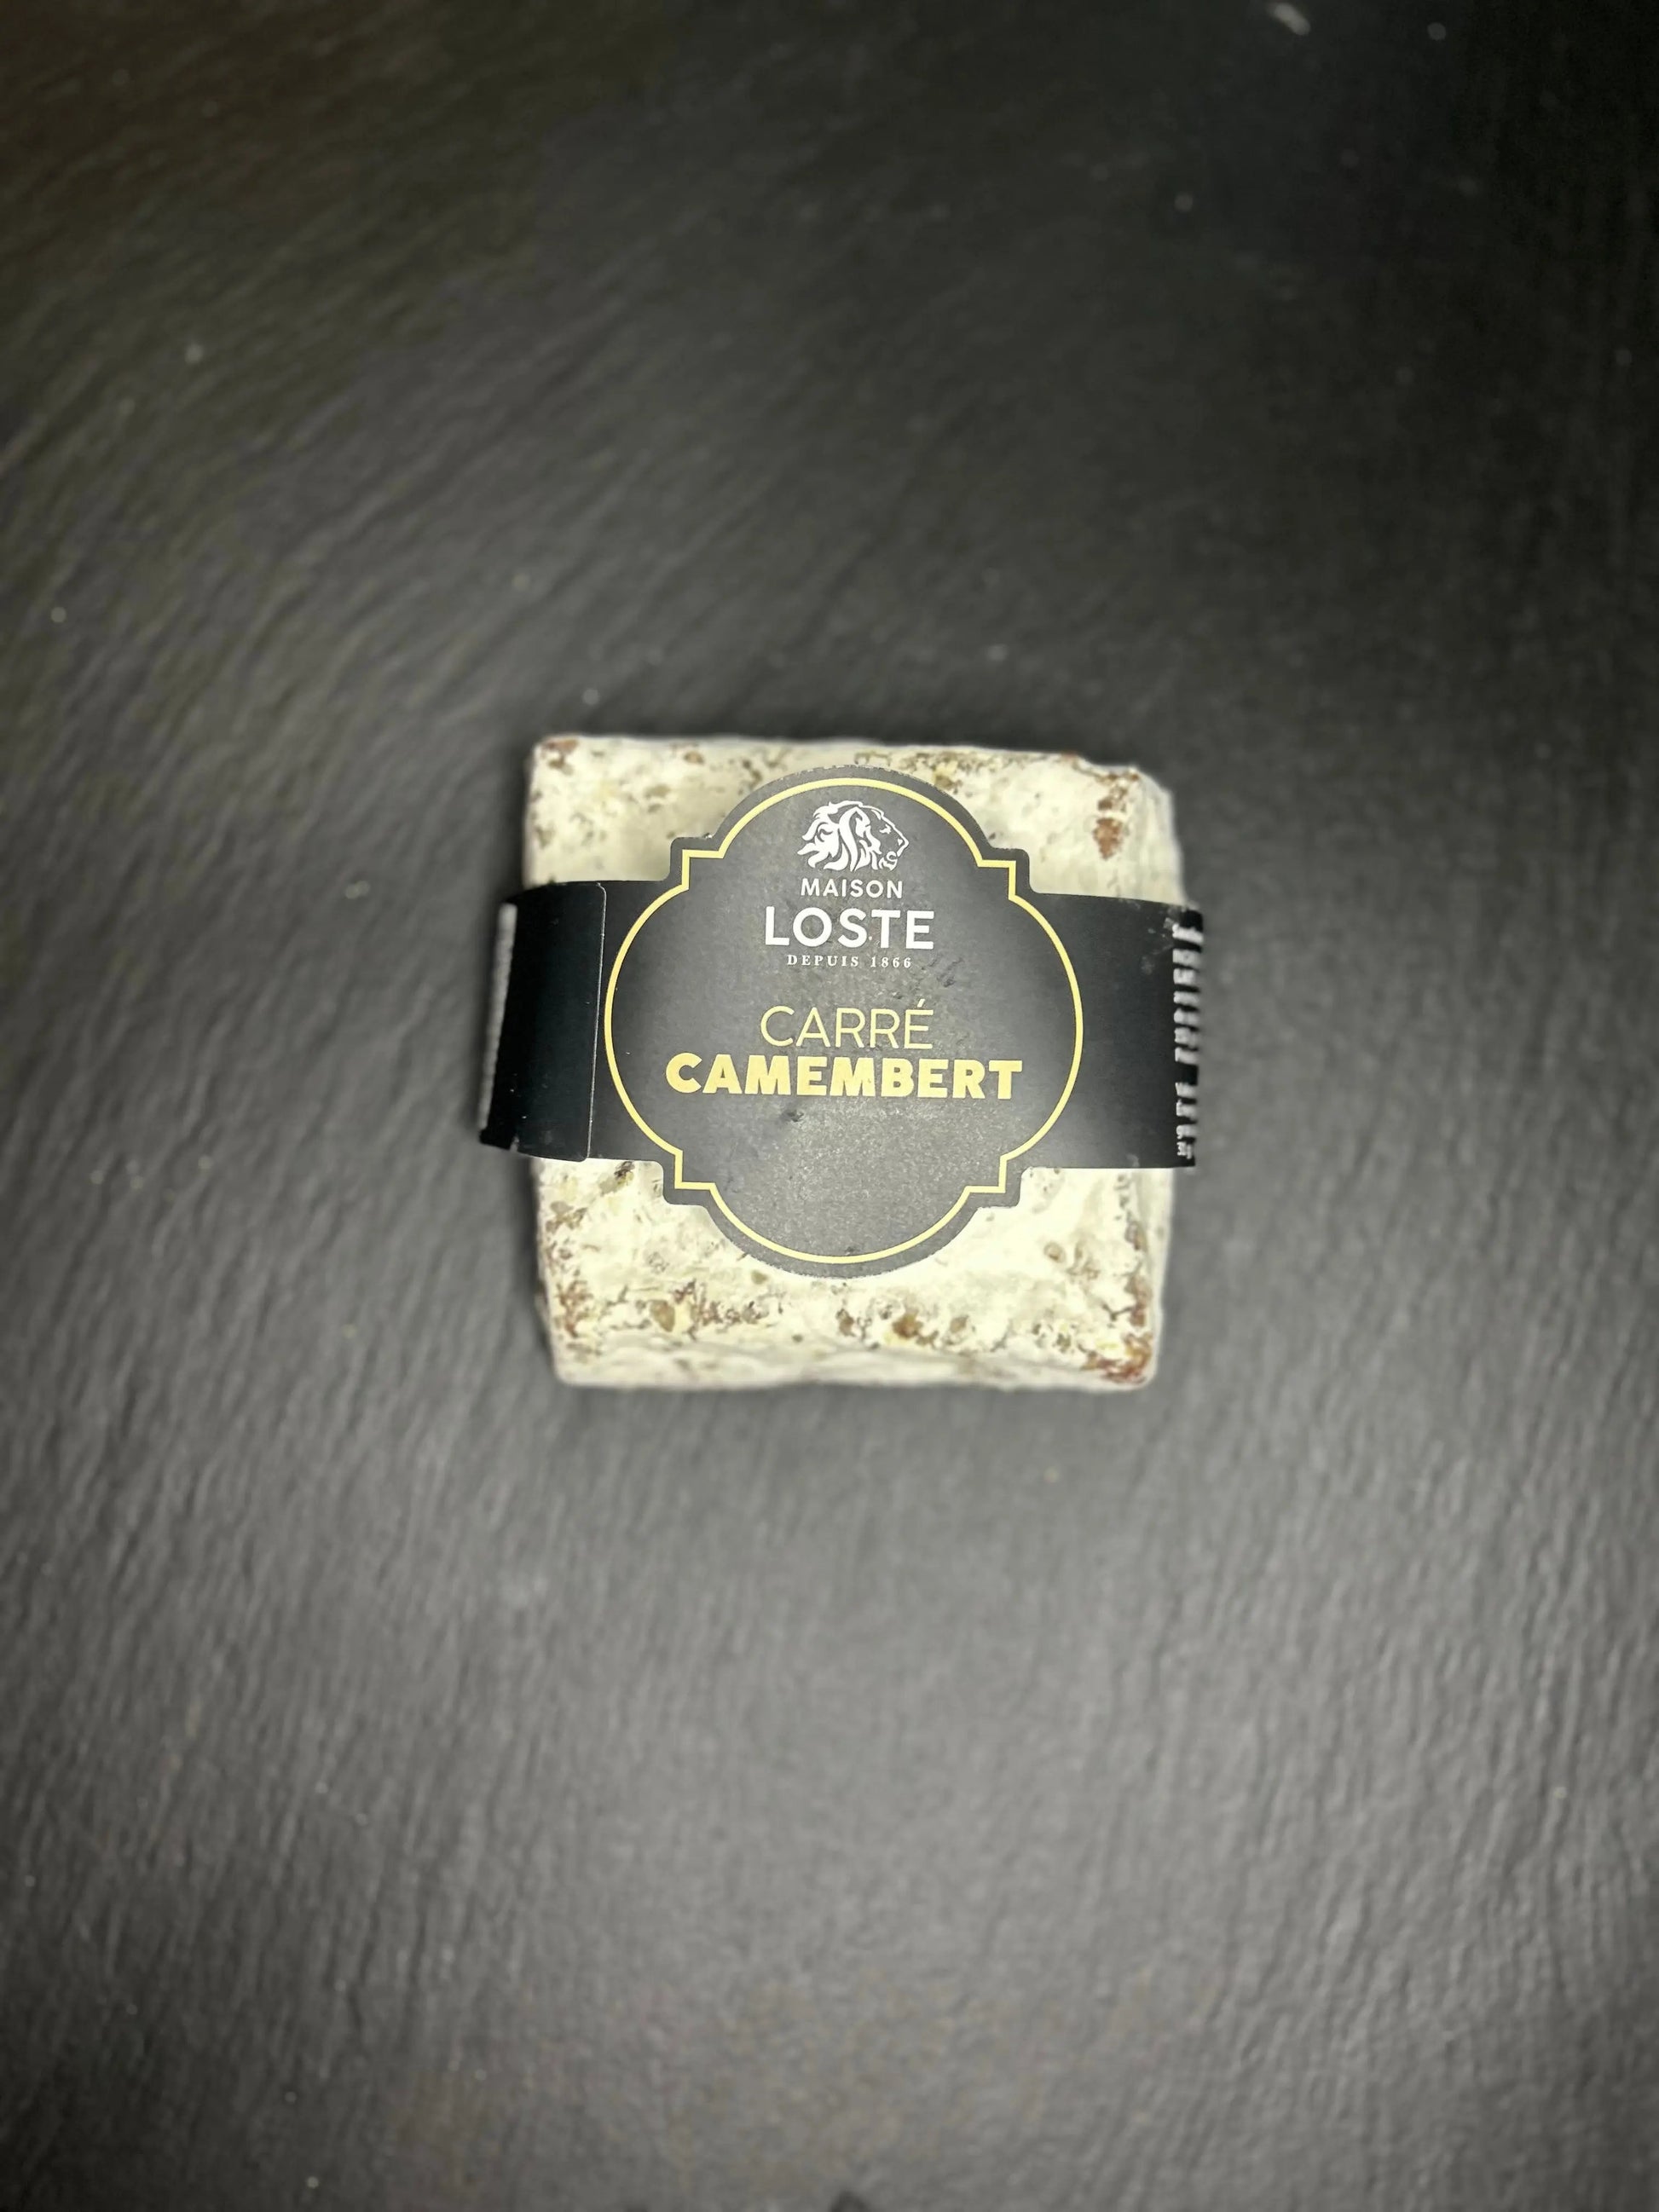 MAISON
LOSTE
DEPUIS 1866
CARRÉ
CAMEMBERT